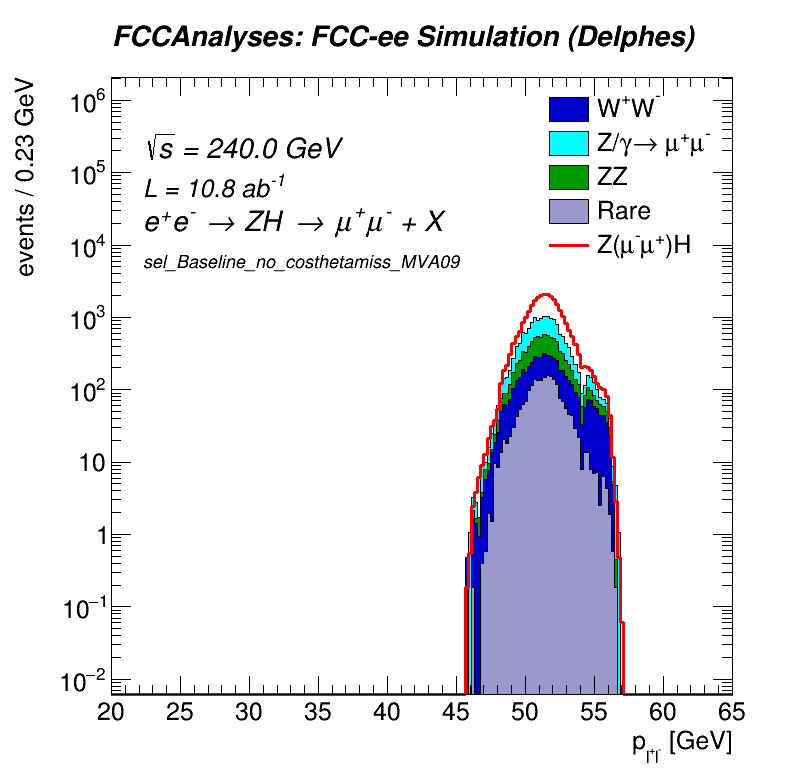 FCCAnalyses: FCC-ee Simulation (Delphes)
events / 0.23 GeV
10⁶
10⁵
10⁴
10³
10²
10
1
10⁻¹
10⁻²
√s = 240.0 GeV
L = 10.8 ab⁻¹
e⁺e⁻ → ZH → μ⁺μ⁻ + X
sel_Baseline_no_costhetamiss_MVA09
W⁺W⁻
Z/γ→ μ⁺μ⁻
ZZ
Rare
Z(μ⁻μ⁺)H
20 25 30 35 40 45 50 55 60 65
p_{l⁺l⁻} [GeV]